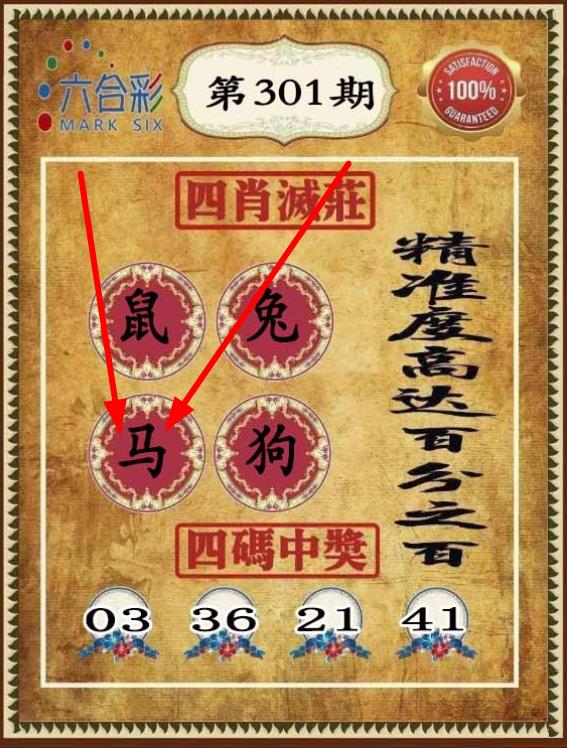 六合彩
MARK SIX
第301期
SATISFACTION
100%
GUARANTEED
四肖滅莊
鼠
兔
马
狗
精准度高达百分之百
四碼中獎
03
36
21
41